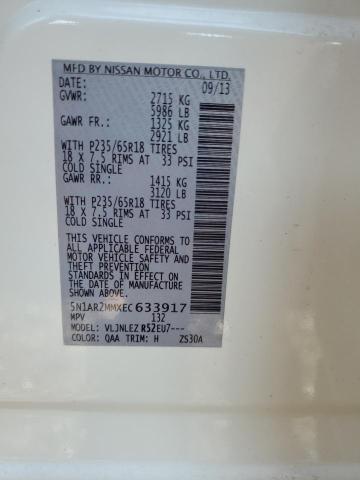 MFD BY NISSAN MOTOR CO., LTD.
DATE: 09/13
GVWR: 2715 KG
5986 LB
GAWR FR.: 1325 KG
2921 LB
WITH P235/65R18 TIRES
18 X 7.5 RIMS AT 33 PSI
COLD SINGLE
GAWR RR.: 1415 KG
3120 LB
WITH P235/65R18 TIRES
18 X 7.5 RIMS AT 33 PSI
COLD SINGLE
THIS VEHICLE CONFORMS TO
ALL APPLICABLE FEDERAL
MOTOR VEHICLE SAFETY AND
THEFT PREVENTION
STANDARDS IN EFFECT ON
THE DATE OF MANUFACTURE
SHOWN ABOVE.
5N1AR2MMXEC633917
MPV 132
MODEL: VLJNLEZ R52EU7---
COLOR: QAA TRIM: H ZS30A